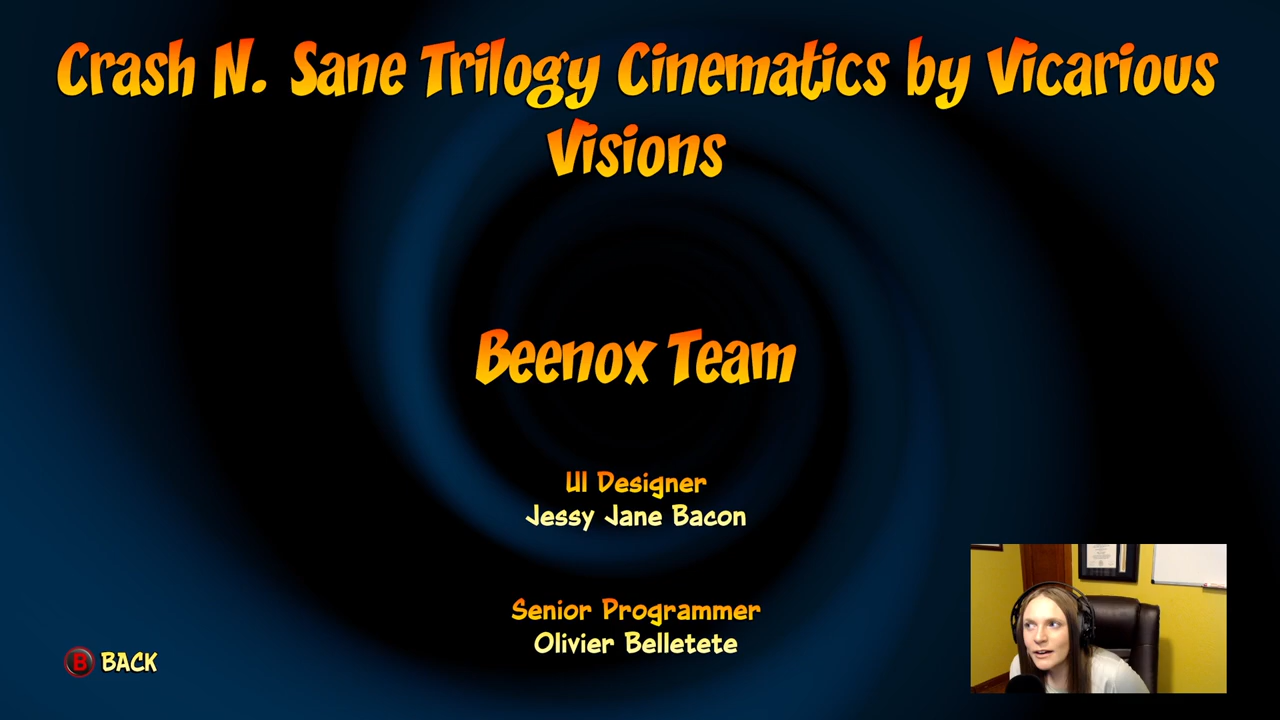 Crash N. Sane Trilogy Cinematics by Vicarious
Visions
Beenox Team
UI Designer
Jessy Jane Bacon
Senior Programmer
Olivier Belletete
B BACK